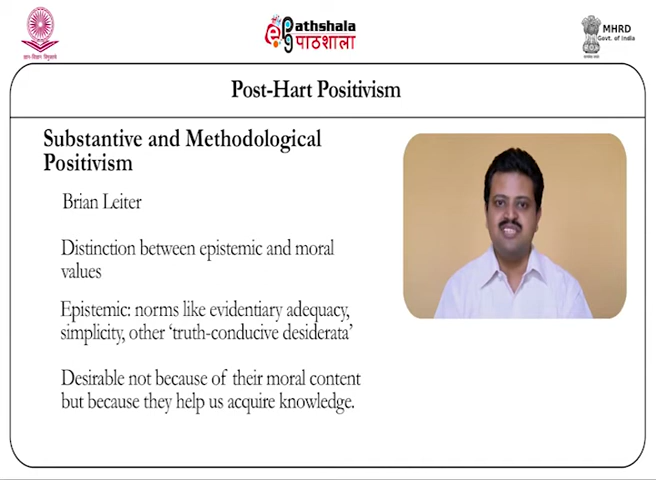 Pathshala
पाठशाला
MHRD
Govt. of India
Post-Hart Positivism
Substantive and Methodological
Positivism
Brian Leiter
Distinction between epistemic and moral
values
Epistemic: norms like evidentiary adequacy,
simplicity, other ‘truth-conducive desiderata’
Desirable not because of their moral content
but because they help us acquire knowledge.